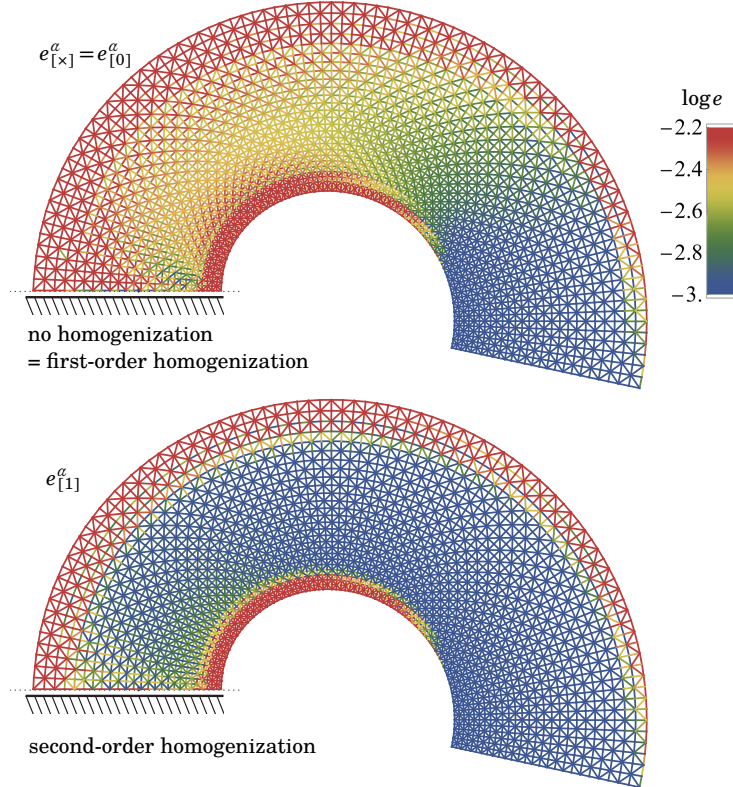 e^α_[×] = e^α_[0]
log e
−2.2
−2.4
−2.6
−2.8
−3.
no homogenization
= first-order homogenization
e^α_[1]
second-order homogenization